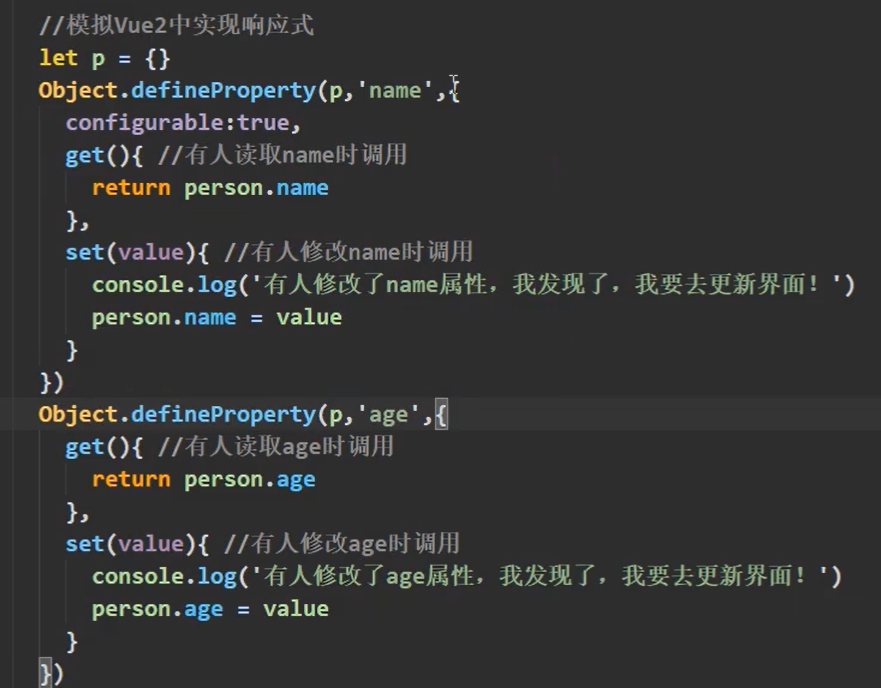 //模拟Vue2中实现响应式
let p = {}
Object.defineProperty(p,'name',{
configurable:true,
get(){ //有人读取name时调用
return person.name
},
set(value){ //有人修改name时调用
console.log('有人修改了name属性，我发现了，我要去更新界面！')
person.name = value
}
})
Object.defineProperty(p,'age',{
get(){ //有人读取age时调用
return person.age
},
set(value){ //有人修改age时调用
console.log('有人修改了age属性，我发现了，我要去更新界面！')
person.age = value
}
})